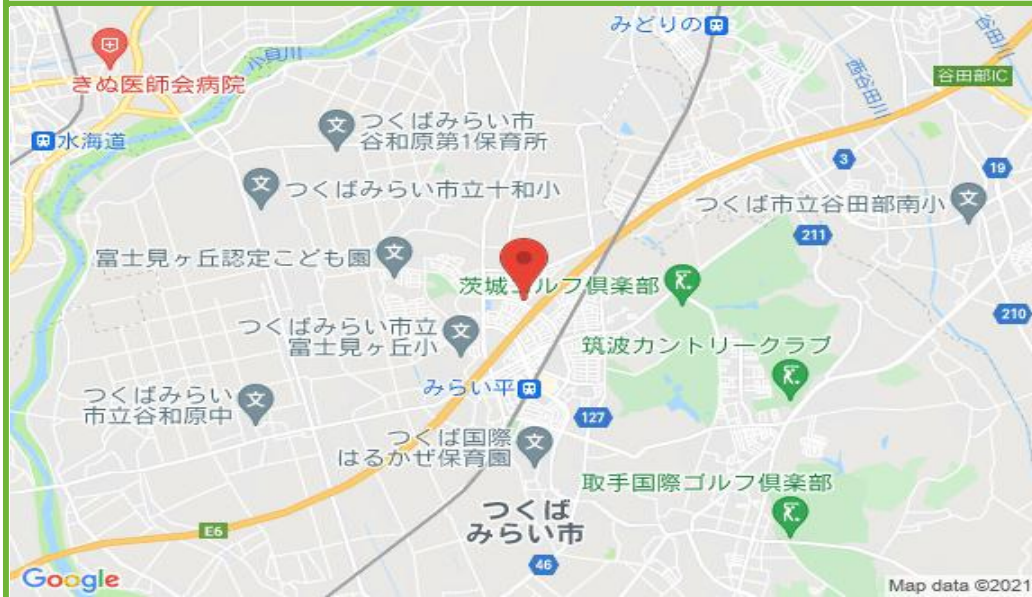 みどりの
谷田川
小貝川
西谷田川
谷田部IC
きぬ医師会病院
水海道
つくばみらい市
谷和原第1保育所
3
19
つくばみらい市立十和小
つくば市立谷田部南小
211
富士見ヶ丘認定こども園
茨城ゴルフ倶楽部
210
つくばみらい市立
富士見ヶ丘小
筑波カントリークラブ
みらい平
つくばみらい
市立谷和原中
127
つくば国際
はるかぜ保育園
取手国際ゴルフ倶楽部
つくば
みらい市
E6
46
Google
Map data ©2021